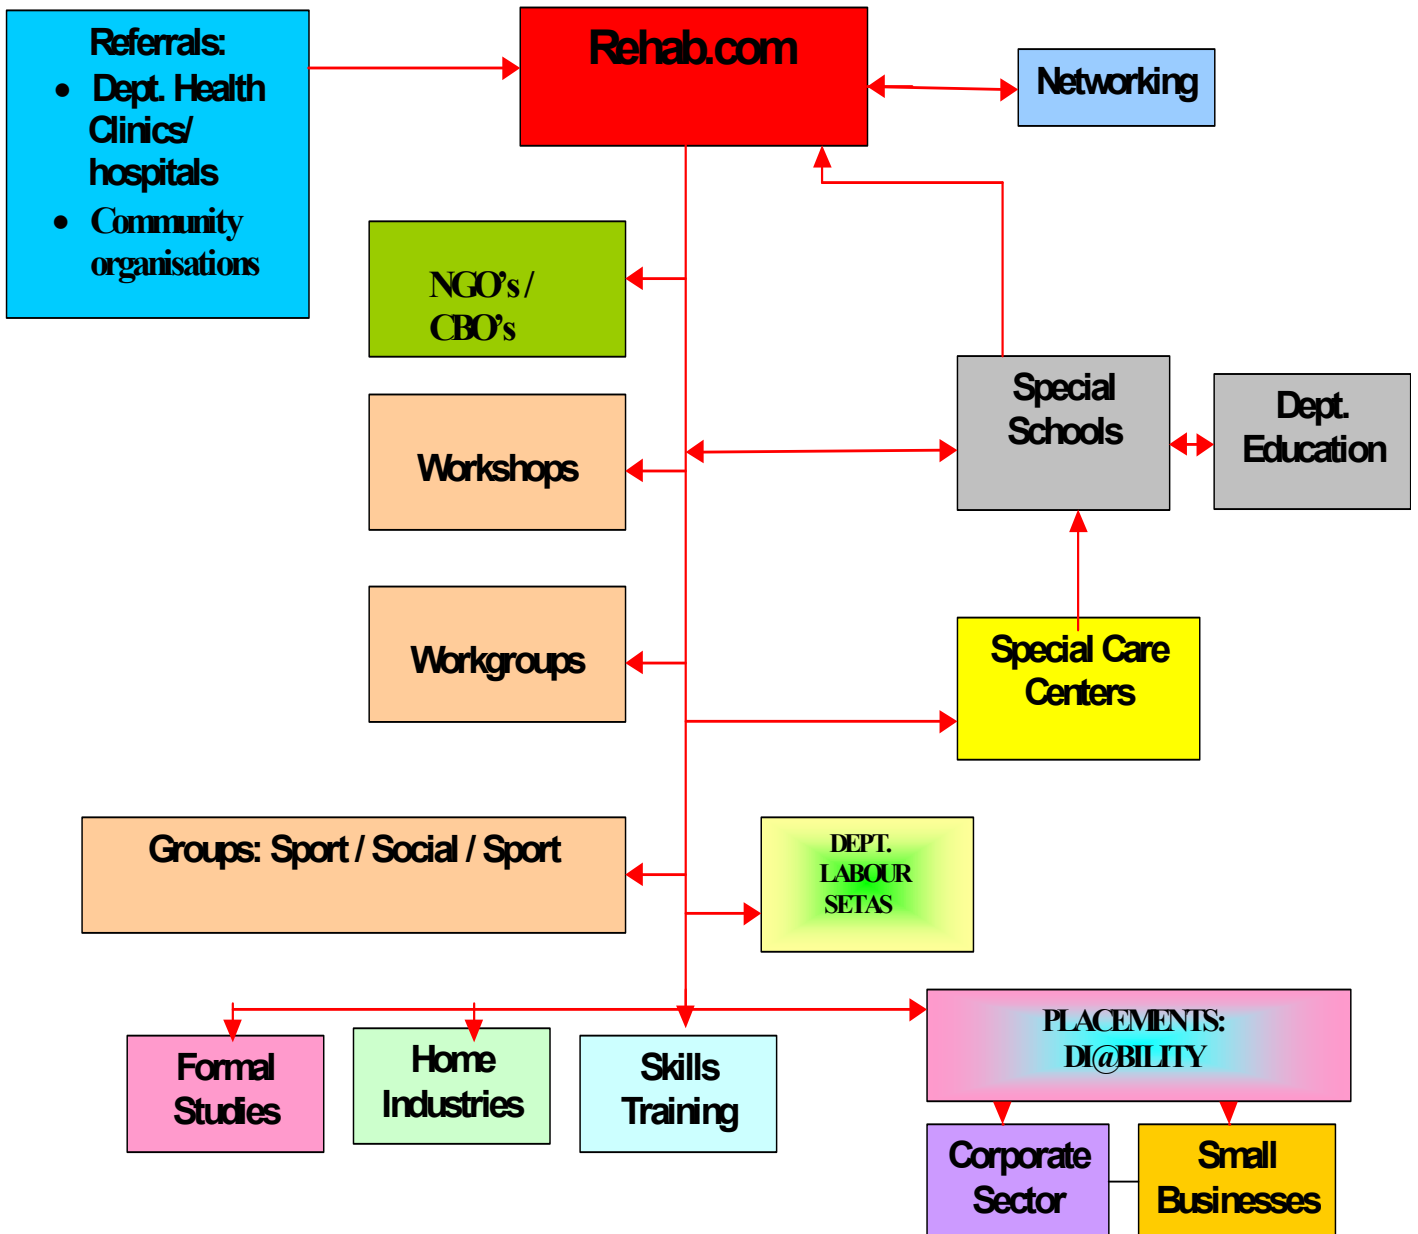 Referrals:
• Dept. Health
Clinics/
hospitals
• Community
organisations
Rehab.com
Networking
NGO's /
CBO's
Special
Schools
Dept.
Education
Workshops
Workgroups
Special Care
Centers
Groups: Sport / Social / Sport
DEPT.
LABOUR
SETAS
Formal
Studies
Home
Industries
Skills
Training
PLACEMENTS:
DI@BILITY
Corporate
Sector
Small
Businesses